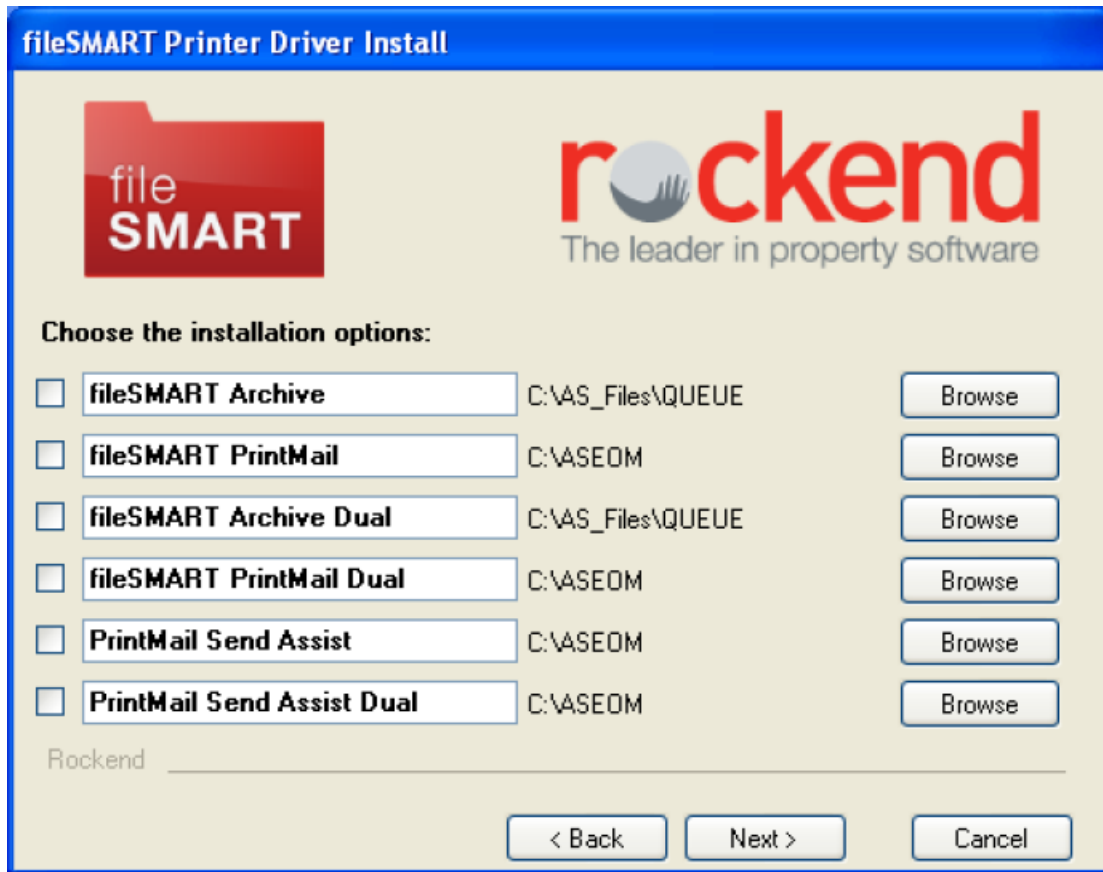 fileSMART Printer Driver Install
file
SMART
rockend
The leader in property software
Choose the installation options:
fileSMART Archive C:\AS_Files\QUEUE Browse
fileSMART PrintMail C:\ASEOM Browse
fileSMART Archive Dual C:\AS_Files\QUEUE Browse
fileSMART PrintMail Dual C:\ASEOM Browse
PrintMail Send Assist C:\ASEOM Browse
PrintMail Send Assist Dual C:\ASEOM Browse
Rockend
< Back Next > Cancel